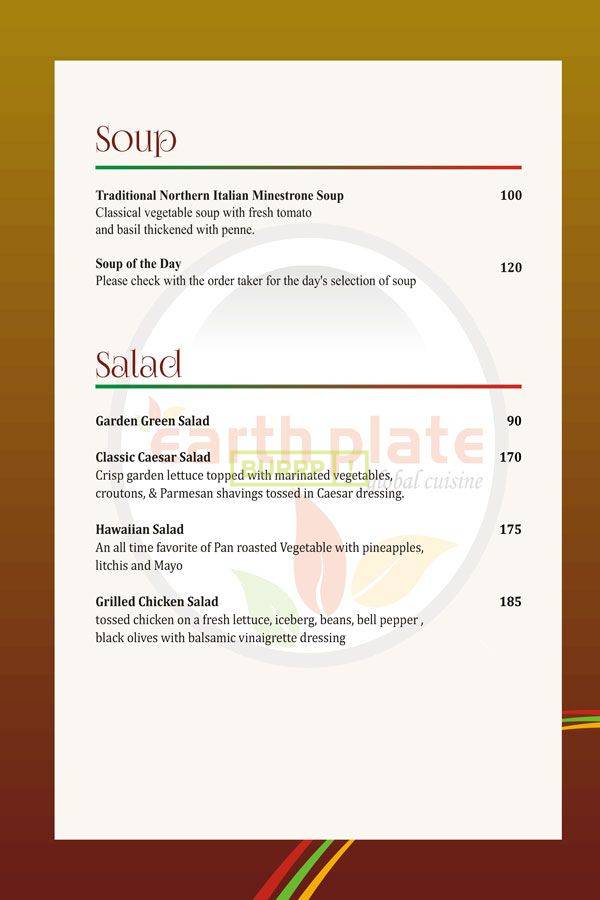 Soup
Traditional Northern Italian Minestrone Soup 100
Classical vegetable soup with fresh tomato
and basil thickened with penne.
Soup of the Day 120
Please check with the order taker for the day's selection of soup
Salad
Garden Green Salad 90
earth plate
Classic Caesar Salad 170
BURRP IT
Crisp garden lettuce topped with marinated vegetables,
global cuisine
croutons, & Parmesan shavings tossed in Caesar dressing.
Hawaiian Salad 175
An all time favorite of Pan roasted Vegetable with pineapples,
litchis and Mayo
Grilled Chicken Salad 185
tossed chicken on a fresh lettuce, iceberg, beans, bell pepper ,
black olives with balsamic vinaigrette dressing